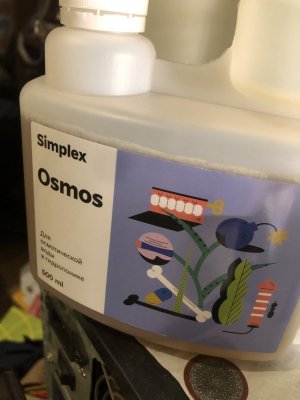 Simplex
Osmos
Для
осмотической
воды
в гидропонике
500 ml